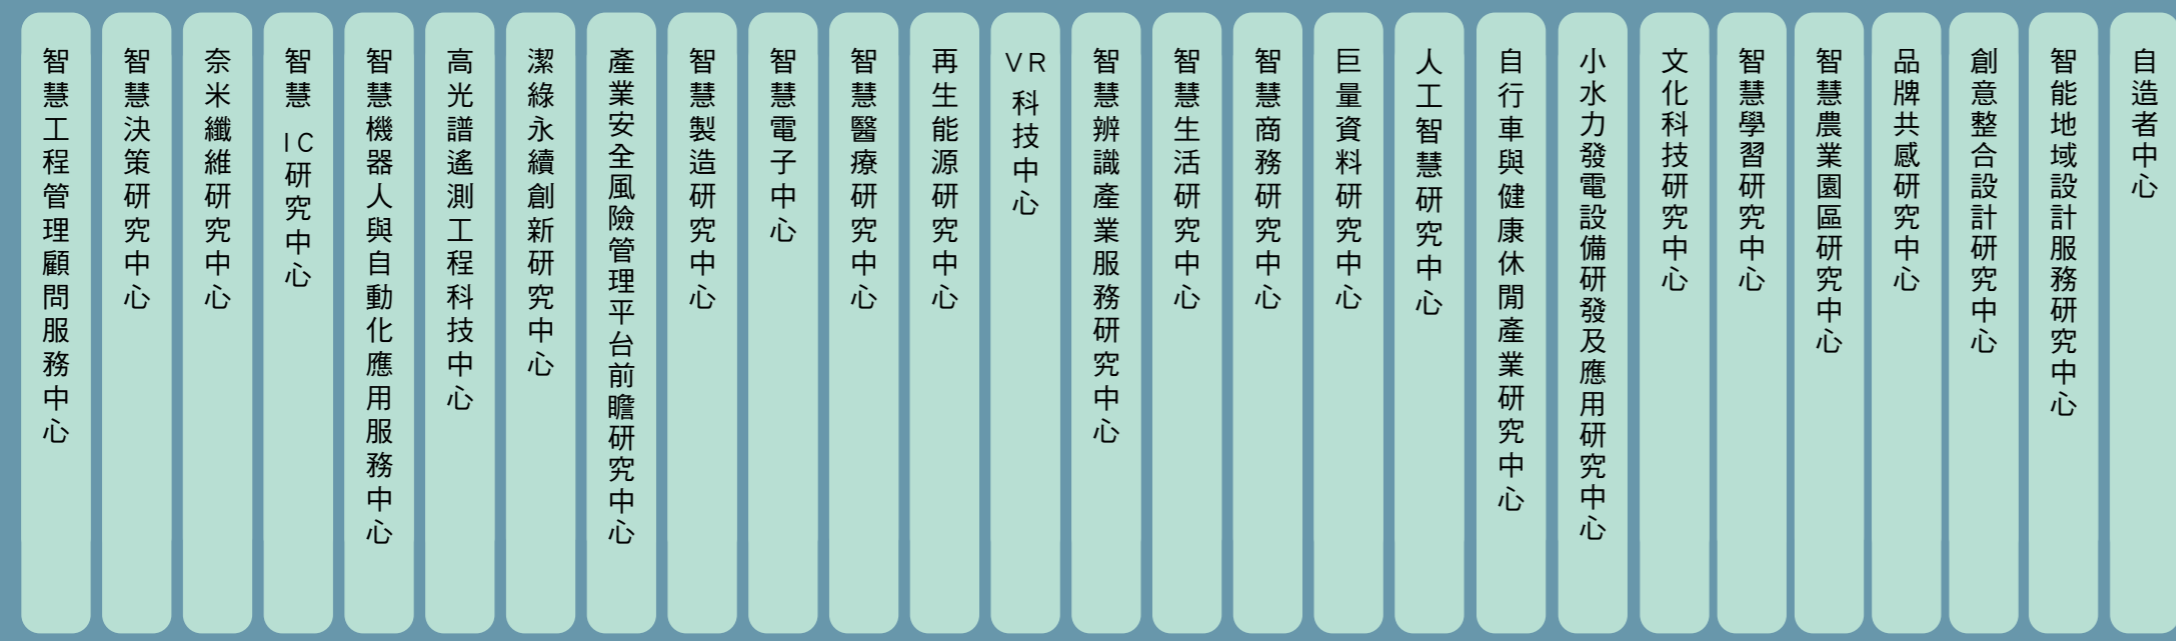 智慧工程管理顧問服務中心
智慧決策研究中心
奈米纖維研究中心
智慧 IC研究中心
智慧機器人與自動化應用服務中心
高光譜遙測工程科技中心
潔綠永續創新研究中心
產業安全風險管理平台前瞻研究中心
智慧製造研究中心
智慧電子中心
智慧醫療研究中心
再生能源研究中心
VR 科技中心
智慧辨識產業服務研究中心
智慧生活研究中心
智慧商務研究中心
巨量資料研究中心
人工智慧研究中心
自行車與健康休閒產業研究中心
小水力發電設備研發及應用研究中心
文化科技研究中心
智慧學習研究中心
智慧農業園區研究中心
品牌共感研究中心
創意整合設計研究中心
智能地域設計服務研究中心
自造者中心